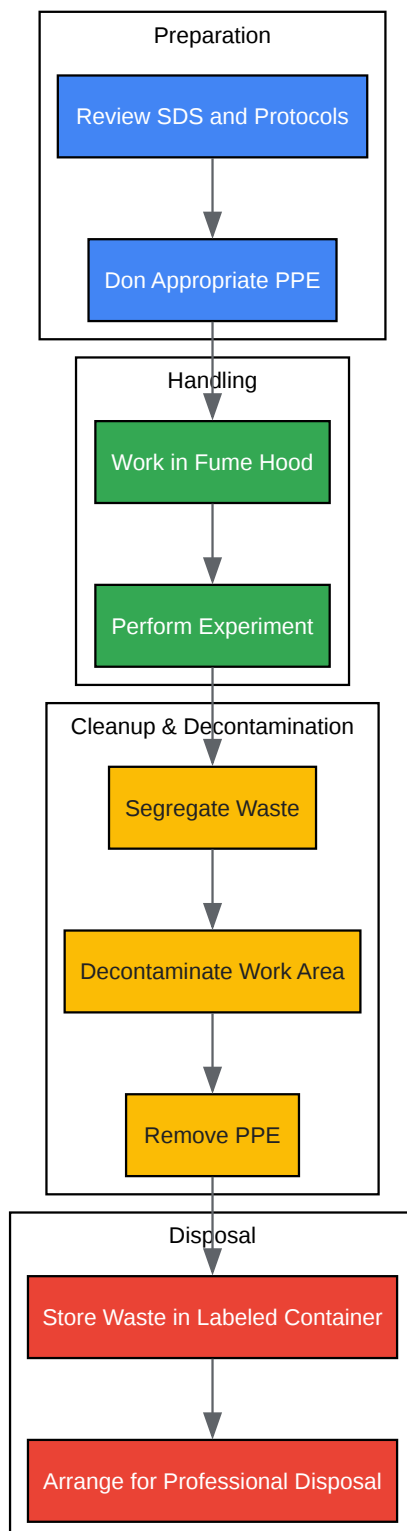 Preparation
Review SDS and Protocols
Don Appropriate PPE
Handling
Work in Fume Hood
Perform Experiment
Cleanup & Decontamination
Segregate Waste
Decontaminate Work Area
Remove PPE
Disposal
Store Waste in Labeled Container
Arrange for Professional Disposal